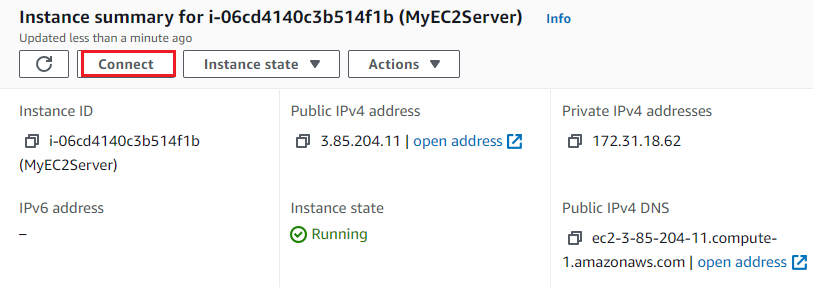 Instance summary for i-06cd4140c3b514f1b (MyEC2Server) Info
Updated less than a minute ago
Connect Instance state Actions
Instance ID
i-06cd4140c3b514f1b
(MyEC2Server)
Public IPv4 address
3.85.204.11 | open address
Private IPv4 addresses
172.31.18.62
IPv6 address
–
Instance state
Running
Public IPv4 DNS
ec2-3-85-204-11.compute-
1.amazonaws.com | open address